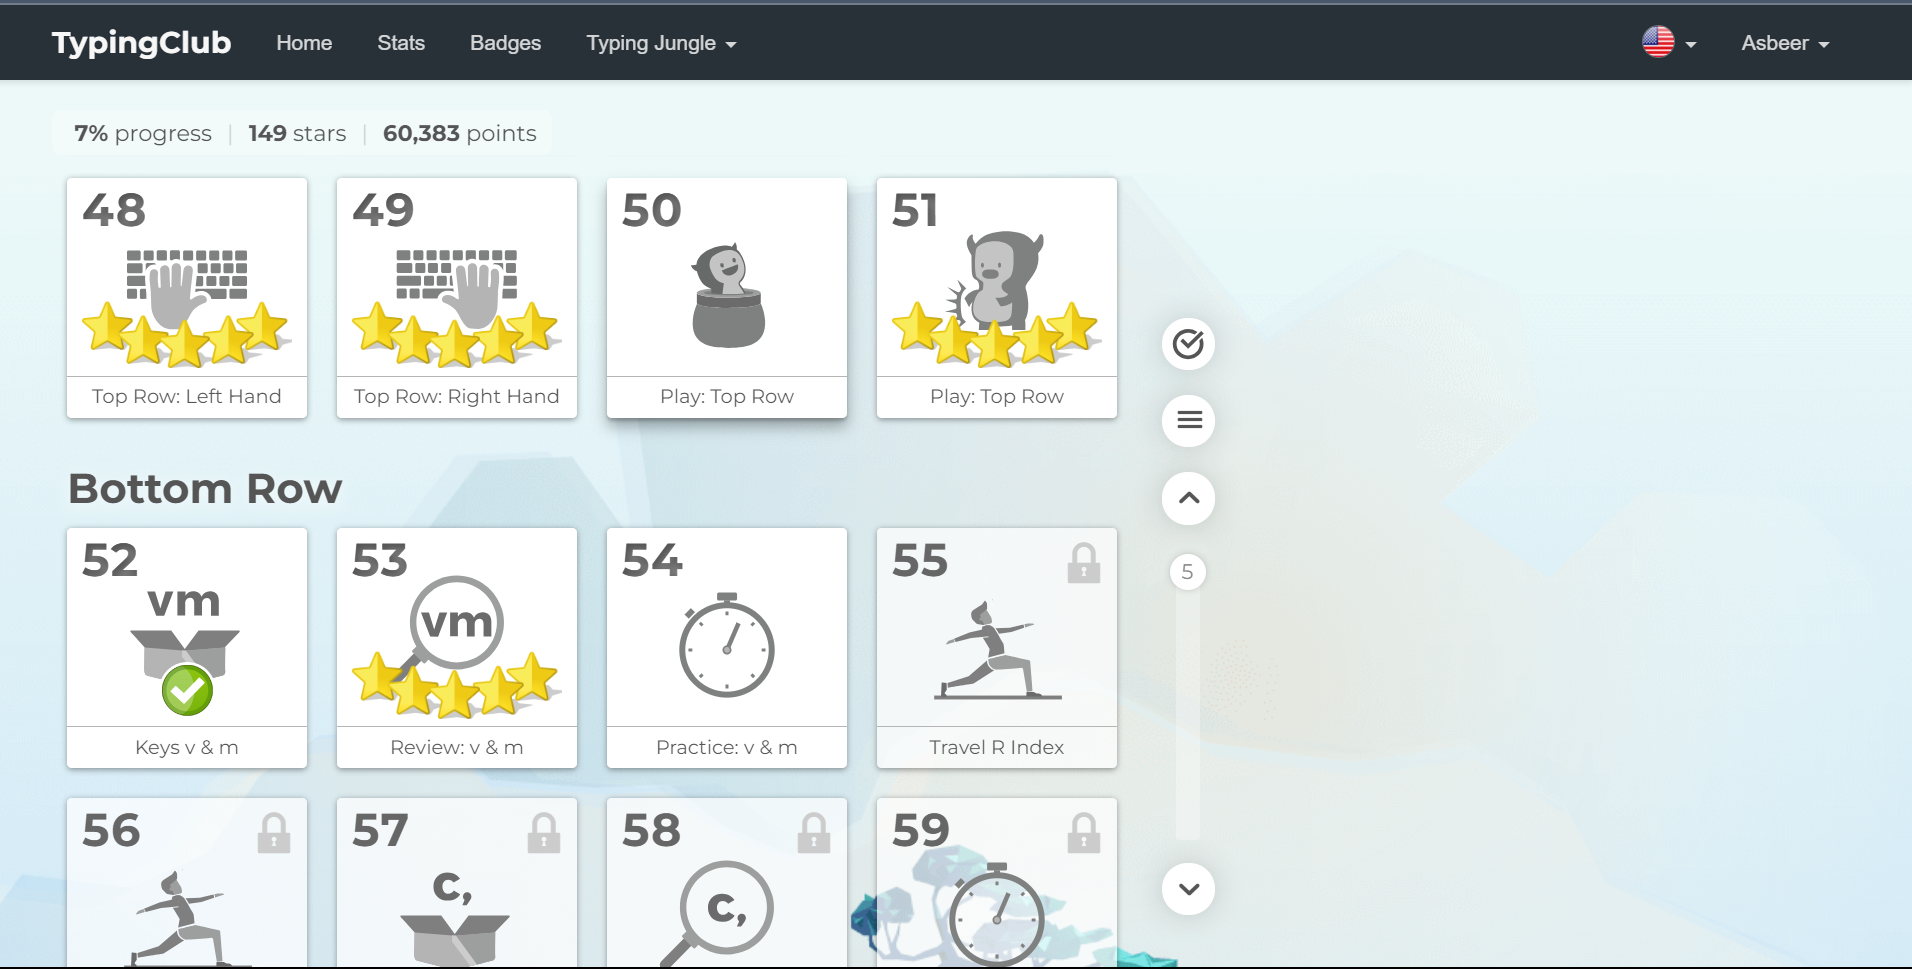 TypingClub Home Stats Badges Typing Jungle Asbeer
7% progress | 149 stars | 60,383 points
48 49 50 51
Top Row: Left Hand Top Row: Right Hand Play: Top Row Play: Top Row
Bottom Row
52 53 54 55
vm vm
5
Keys v & m Review: v & m Practice: v & m Travel R Index
56 57 58 59
c, c,